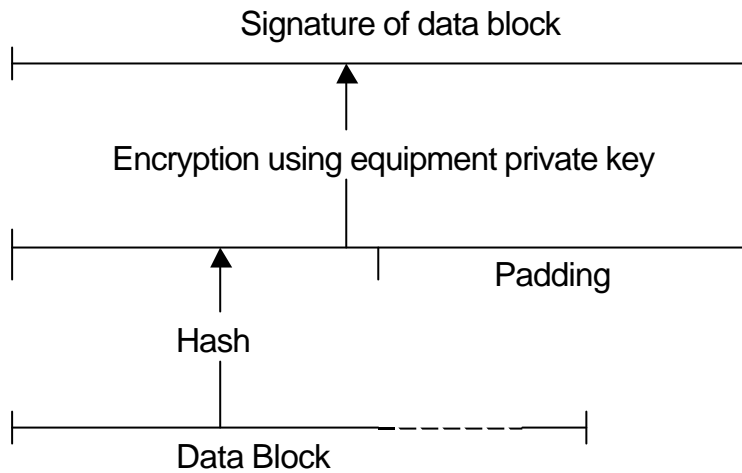 Signature of data block
Encryption using equipment private key
Padding
Hash
Data Block